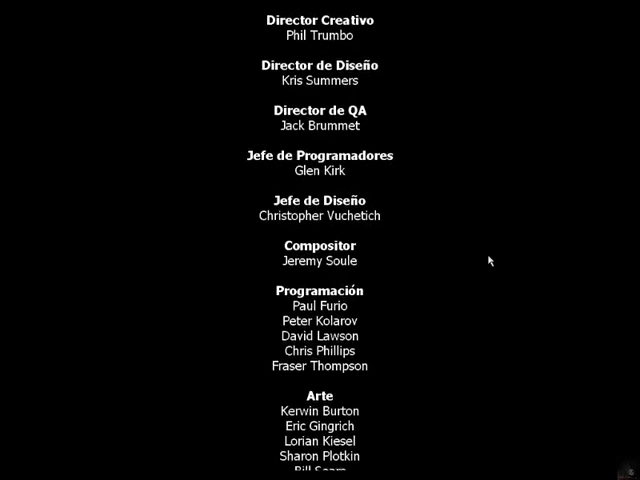 Director Creativo
Phil Trumbo
Director de Diseño
Kris Summers
Director de QA
Jack Brummet
Jefe de Programadores
Glen Kirk
Jefe de Diseño
Christopher Vuchetich
Compositor
Jeremy Soule
Programación
Paul Furio
Peter Kolarov
David Lawson
Chris Phillips
Fraser Thompson
Arte
Kerwin Burton
Eric Gingrich
Lorian Kiesel
Sharon Plotkin